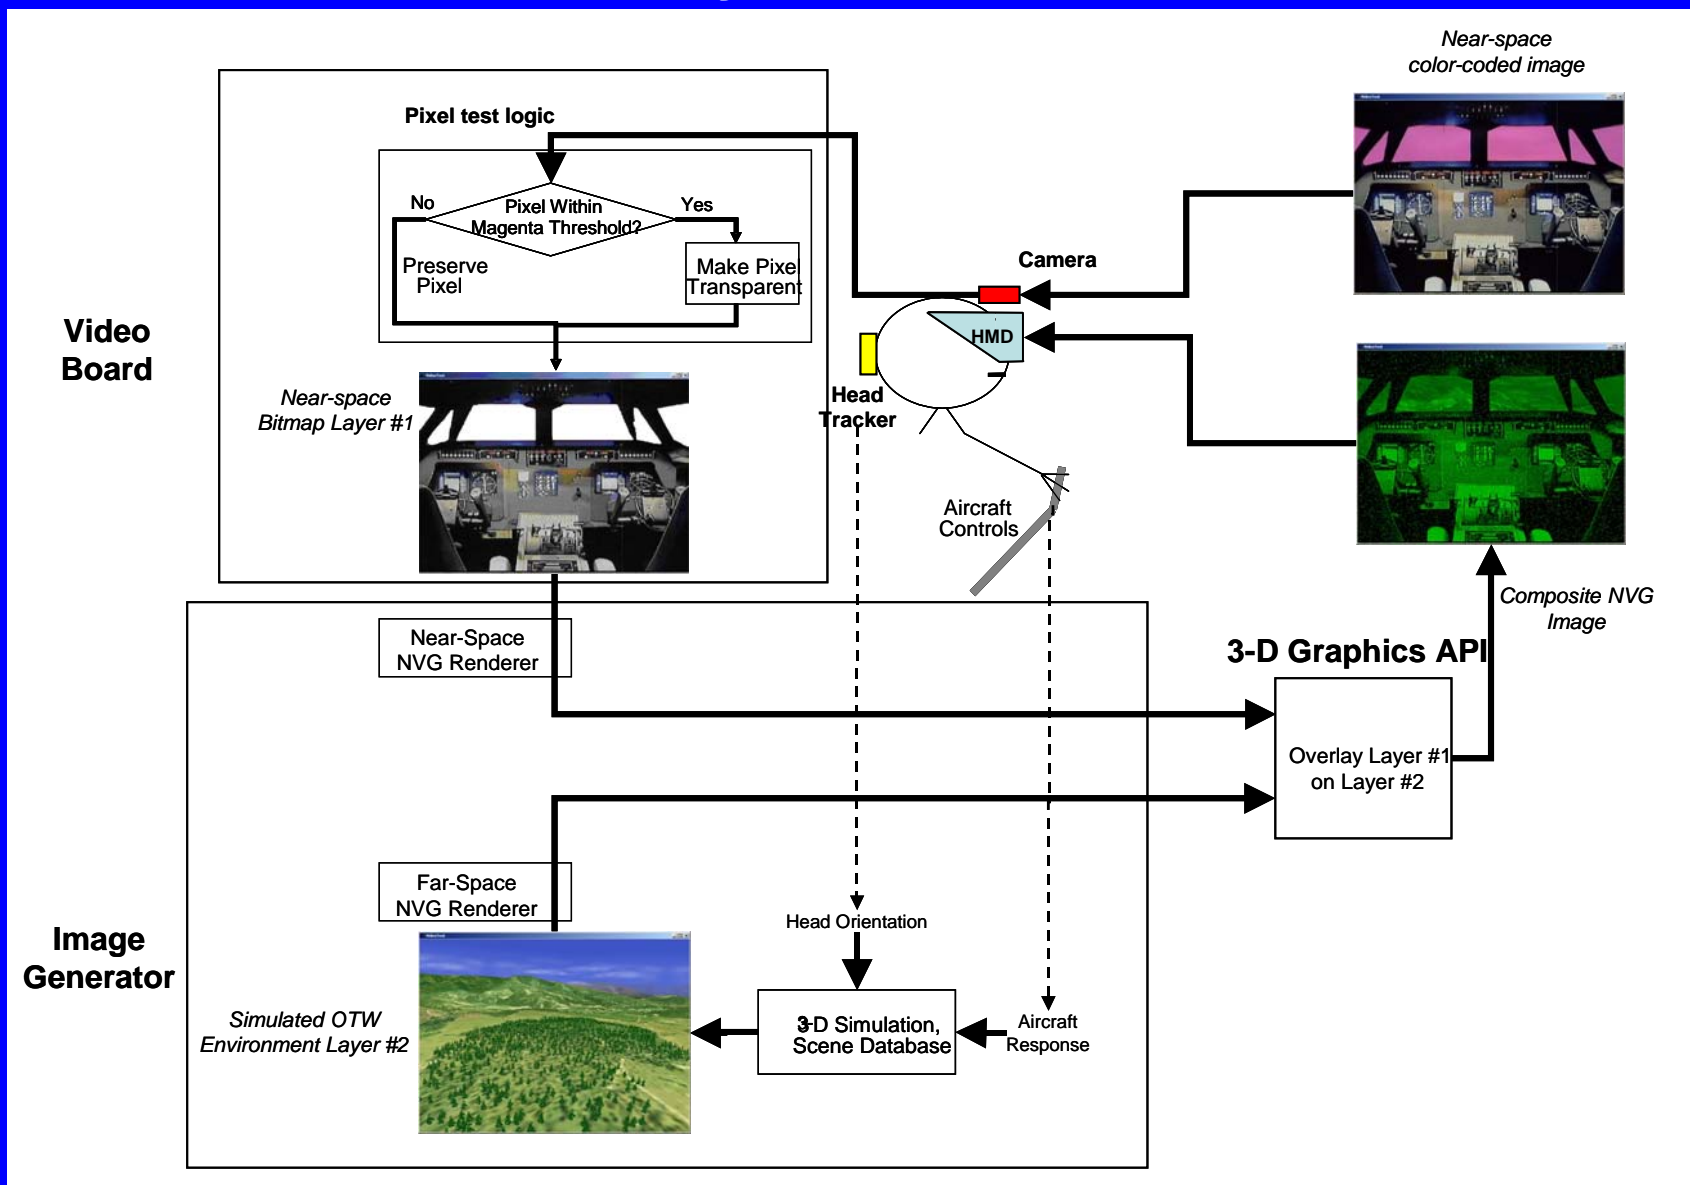 Near-space
color-coded image
Pixel test logic
No
Pixel Within
Magenta Threshold?
Yes
Preserve
Pixel
Make Pixel
Transparent
Camera
HMD
Video
Board
Near-space
Bitmap Layer #1
Head
Tracker
Aircraft
Controls
Composite NVG
Image
Near-Space
NVG Renderer
3-D Graphics API
Overlay Layer #1
on Layer #2
Far-Space
NVG Renderer
Head Orientation
Image
Generator
Simulated OTW
Environment Layer #2
3-D Simulation,
Scene Database
Aircraft
Response